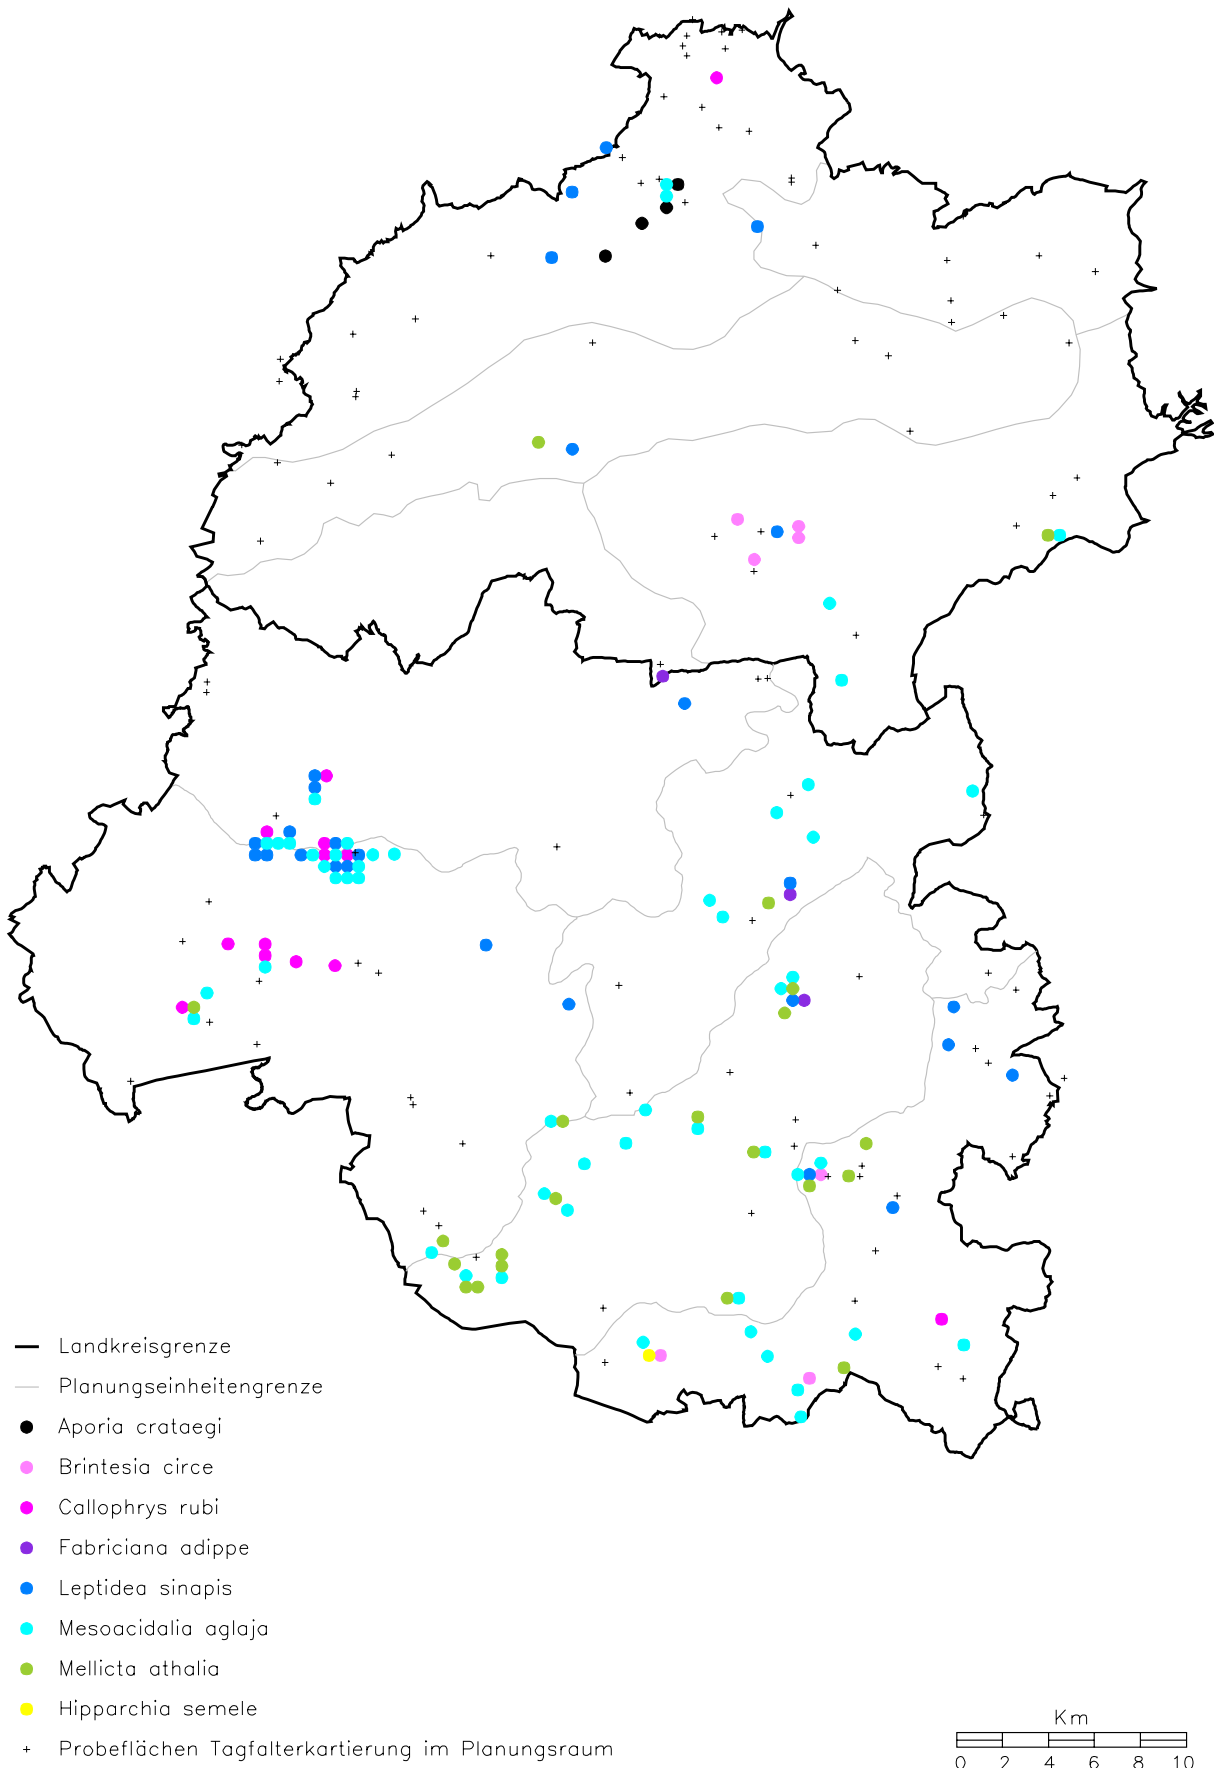 Landkreisgrenze
Planungseinheitengrenze
Aporia crataegi
Brintesia circe
Callophrys rubi
Fabriciana adippe
Leptidea sinapis
Mesoacidalia aglaja
Mellicta athalia
Hipparchia semele
Probeflächen Tagfalterkartierung im Planungsraum
Km
0 2 4 6 8 10